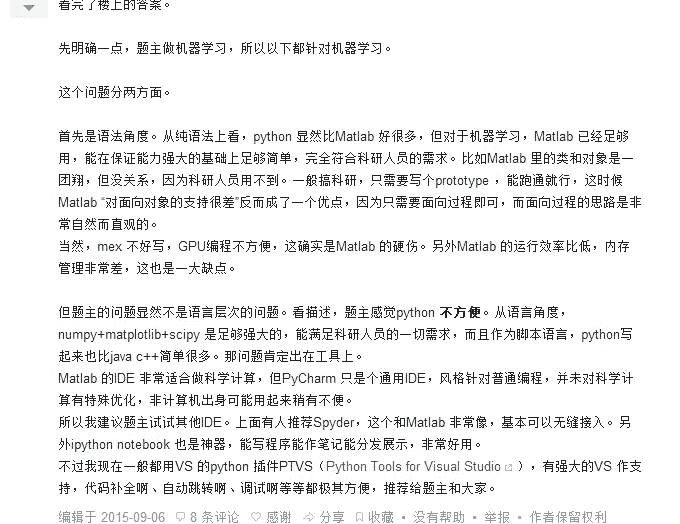 看完了楼上的答案。
先明确一点，题主做机器学习，所以以下都针对机器学习。
这个问题分两方面。
首先是语法角度。从纯语法上看，python 显然比Matlab 好很多，但对于机器学习，Matlab 已经足够
用，能在保证能力强大的基础上足够简单，完全符合科研人员的需求。比如Matlab 里的类和对象是一
团翔，但没关系，因为科研人员用不到。一般搞科研，只需要写个prototype ，能跑通就行，这时候
Matlab “对面向对象的支持很差”反而成了一个优点，因为只需要面向过程即可，而面向过程的思路是非
常自然而直观的。
当然，mex 不好写，GPU编程不方便，这确实是Matlab 的硬伤。另外Matlab 的运行效率比低，内存
管理非常差，这也是一大缺点。
但题主的问题显然不是语言层次的问题。看描述，题主感觉python 不方便。从语言角度，
numpy+matplotlib+scipy 是足够强大的，能满足科研人员的一切需求，而且作为脚本语言，python写
起来也比java c++简单很多。那问题肯定出在工具上。
Matlab 的IDE 非常适合做科学计算，但PyCharm 只是个通用IDE，风格针对普通编程，并未对科学计
算有特殊优化，非计算机出身可能用起来稍有不便。
所以我建议题主试试其他IDE。上面有人推荐Spyder，这个和Matlab 非常像，基本可以无缝接入。另
外ipython notebook 也是神器，能写程序能作笔记能分发展示，非常好用。
不过我现在一般都用VS 的python 插件PTVS（Python Tools for Visual Studio ），有强大的VS 作支
持，代码补全啊、自动跳转啊、调试啊等等都极其方便，推荐给题主和大家。
编辑于 2015-09-06 8 条评论 感谢 分享 收藏 • 没有帮助 • 举报 • 作者保留权利